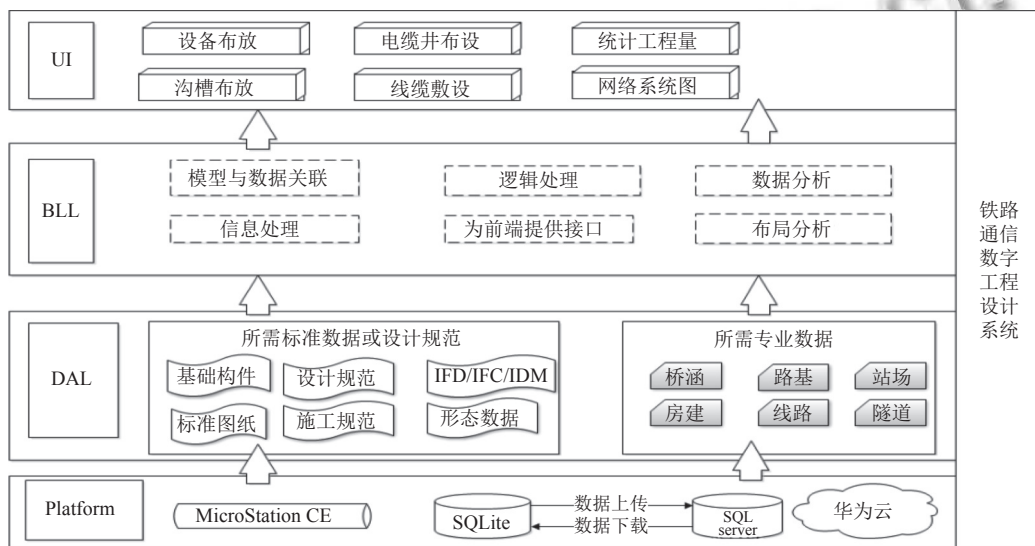 UI
设备布放
电缆井布设
统计工程量
沟槽布放
线缆敷设
网络系统图
BLL
模型与数据关联
逻辑处理
数据分析
信息处理
为前端提供接口
布局分析
DAL
所需标准数据或设计规范
基础构件
设计规范
IFD/IFC/IDM
标准图纸
施工规范
形态数据
所需专业数据
桥涵
路基
站场
房建
线路
隧道
Platform
MicroStation CE
SQLite
数据上传
数据下载
SQL
server
华为云
铁路
通信
数字
工程
设计
系统